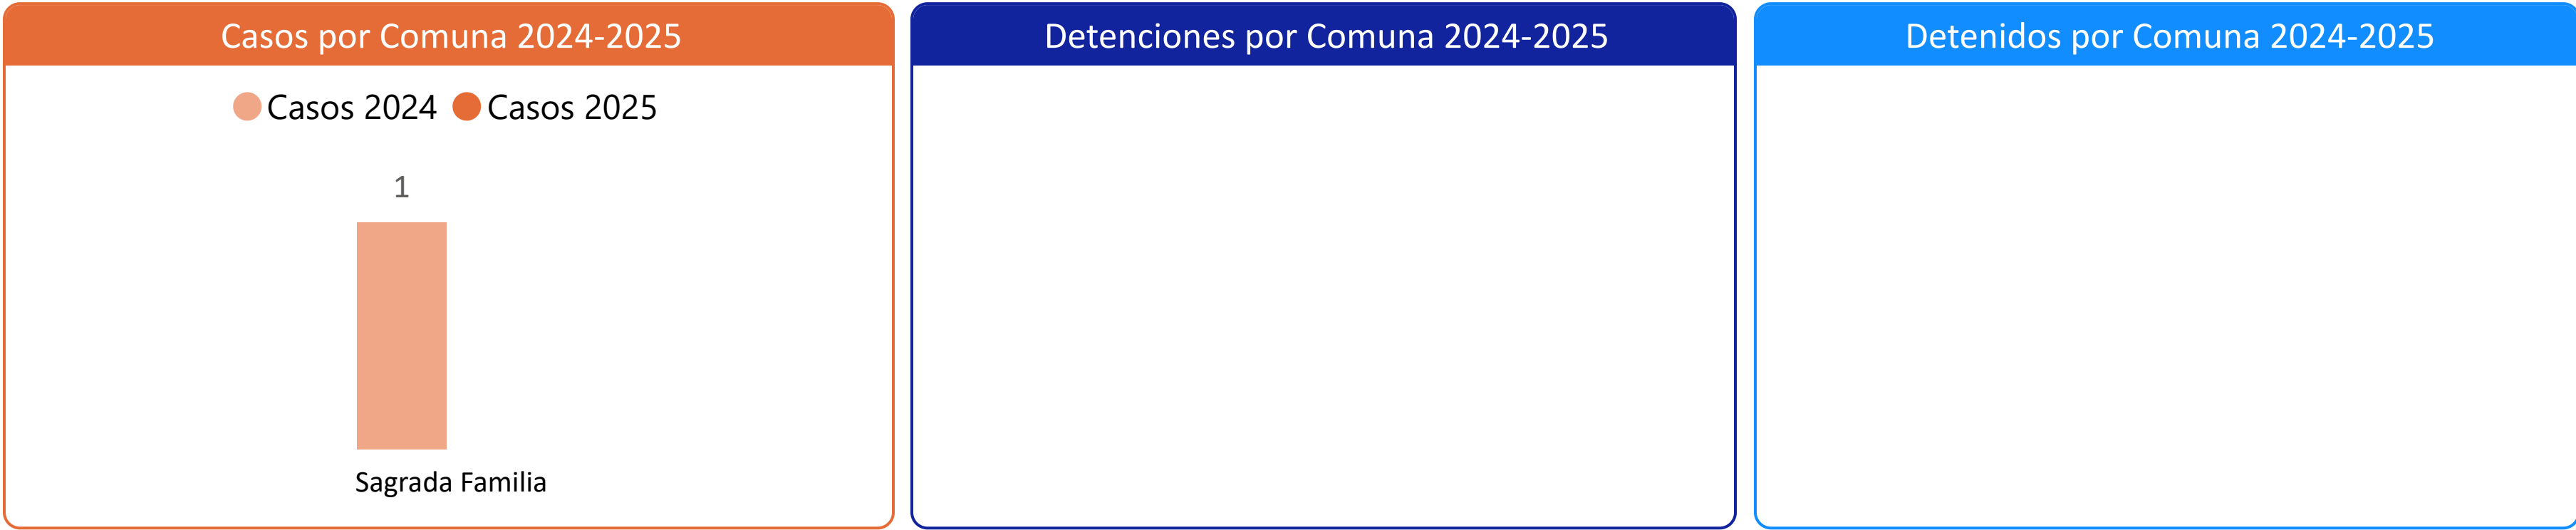 Casos por Comuna 2024-2025
Casos 2024 Casos 2025
1
Sagrada Familia
Detenciones por Comuna 2024-2025
Detenidos por Comuna 2024-2025